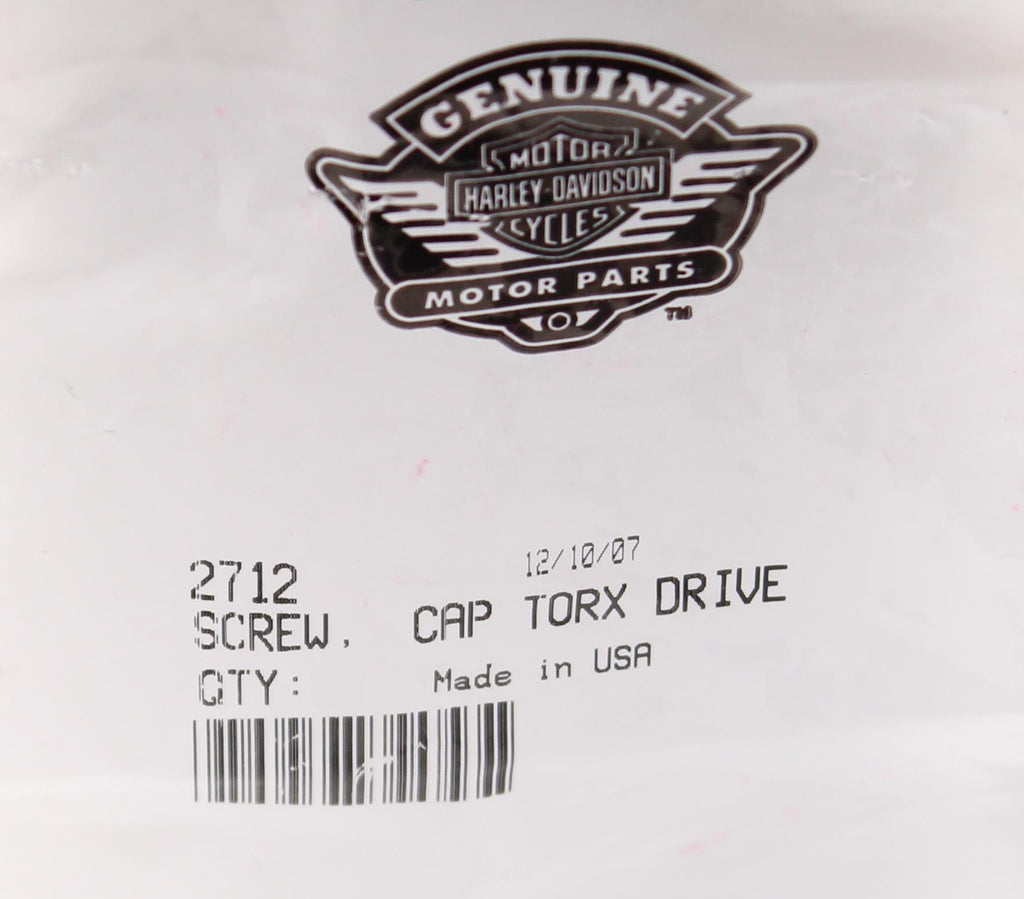 GENUINE
MOTOR
HARLEY-DAVIDSON
CYCLES
MOTOR PARTS
TM
2712 12/10/07
SCREW, CAP TORX DRIVE
QTY: Made in USA